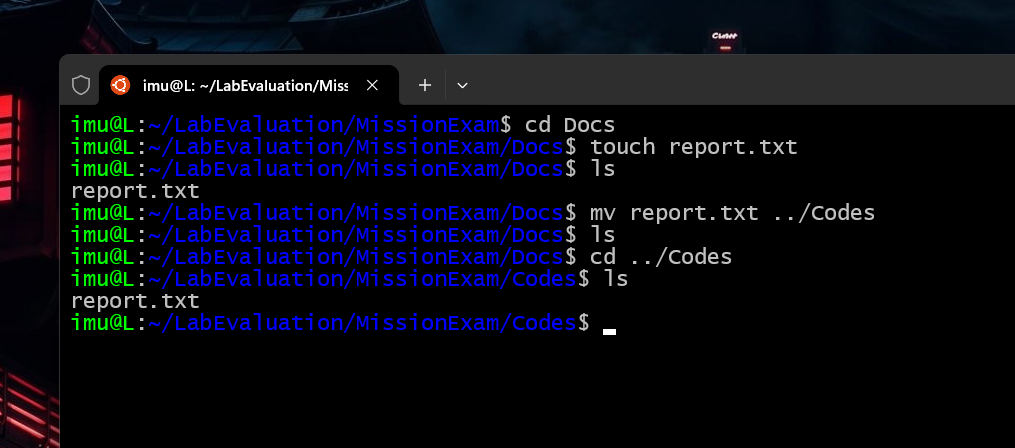 imu@L: ~/LabEvaluation/Miss
imu@L:~/LabEvaluation/MissionExam$ cd Docs
imu@L:~/LabEvaluation/MissionExam/Docs$ touch report.txt
imu@L:~/LabEvaluation/MissionExam/Docs$ ls
report.txt
imu@L:~/LabEvaluation/MissionExam/Docs$ mv report.txt ../Codes
imu@L:~/LabEvaluation/MissionExam/Docs$ ls
imu@L:~/LabEvaluation/MissionExam/Docs$ cd ../Codes
imu@L:~/LabEvaluation/MissionExam/Codes$ ls
report.txt
imu@L:~/LabEvaluation/MissionExam/Codes$